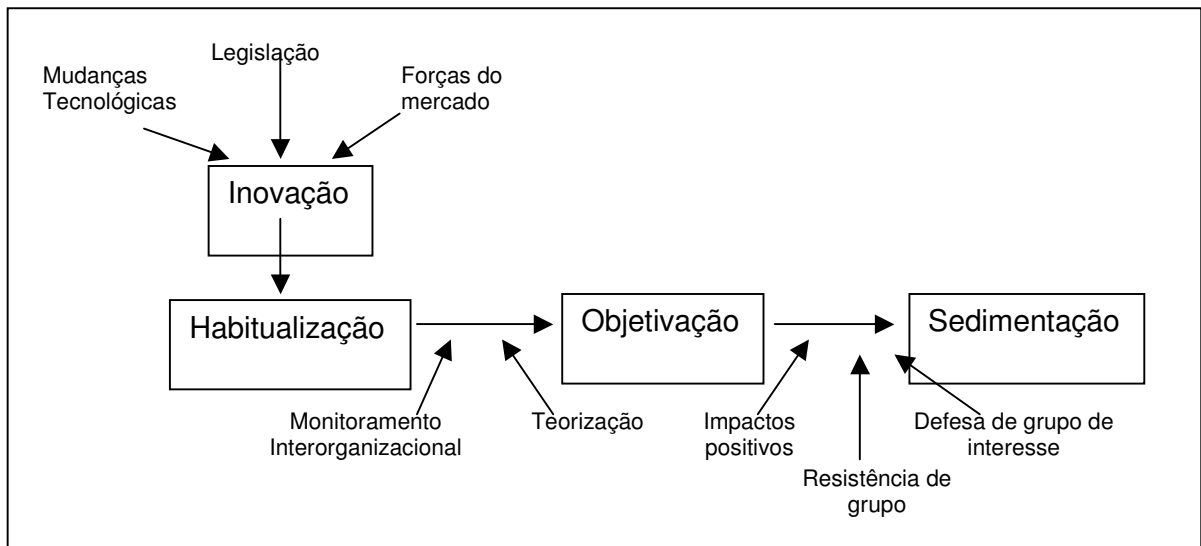 Legislação
Mudanças
Tecnológicas
Forças do
mercado
Inovação
Habitualização
Objetivação
Sedimentação
Monitoramento
Interorganizacional
Teorização
Impactos
positivos
Defesa de grupo de
interesse
Resistência de
grupo